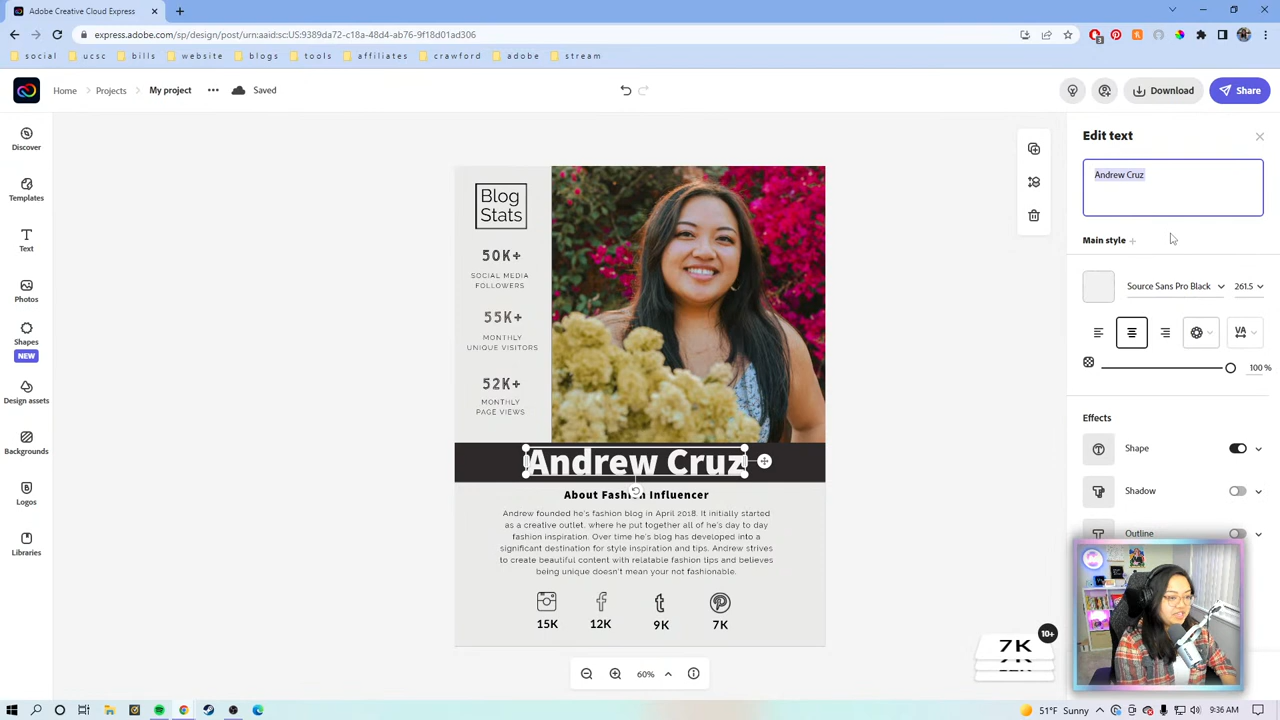 Adobe Creative Cloud Express
express.adobe.com/sp/design/post/urn:aaid:sc:US:9389da72-c18a-48d4-ab76-9f18d01ad306
social
ucsc
bills
website
blogs
tools
affiliates
crawford
adobe
stream
Home
Projects
My project
Saved
Download
Share
Discover
Templates
Text
Photos
Shapes
NEW
Design assets
Backgrounds
Logos
Libraries
Blog
Stats
50K+
SOCIAL MEDIA
FOLLOWERS
55K+
MONTHLY
UNIQUE VISITORS
52K+
MONTHLY
PAGE VIEWS
Andrew Cruz
About Fashion Influencer
Andrew founded he's fashion blog in April 2018. It initially started
as a creative outlet, where he put together all of he's day to day
fashion inspiration. Over time he's blog has developed into a
significant destination for style inspiration and tips. Andrew strives
to create beautiful content with relatable fashion tips and believes
being unique doesn't mean your not fashionable.
15K
12K
9K
7K
60%
Edit text
Andrew Cruz
Main style
Source Sans Pro Black
261.5
VA
100 %
Effects
Shape
Shadow
Outline
10+
7K
51°F
9:36 AM